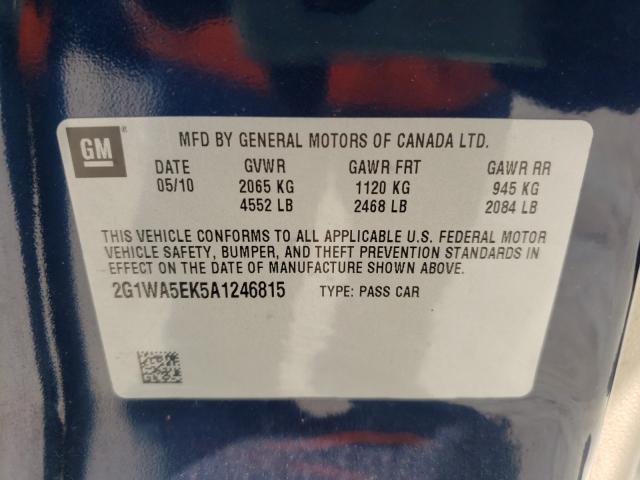 GM ® MFD BY GENERAL MOTORS OF CANADA LTD.
DATE GVWR GAWR FRT GAWR RR
05/10 2065 KG 1120 KG 945 KG
4552 LB 2468 LB 2084 LB
THIS VEHICLE CONFORMS TO ALL APPLICABLE U.S. FEDERAL MOTOR
VEHICLE SAFETY, BUMPER, AND THEFT PREVENTION STANDARDS IN
EFFECT ON THE DATE OF MANUFACTURE SHOWN ABOVE.
2G1WA5EK5A1246815 TYPE: PASS CAR